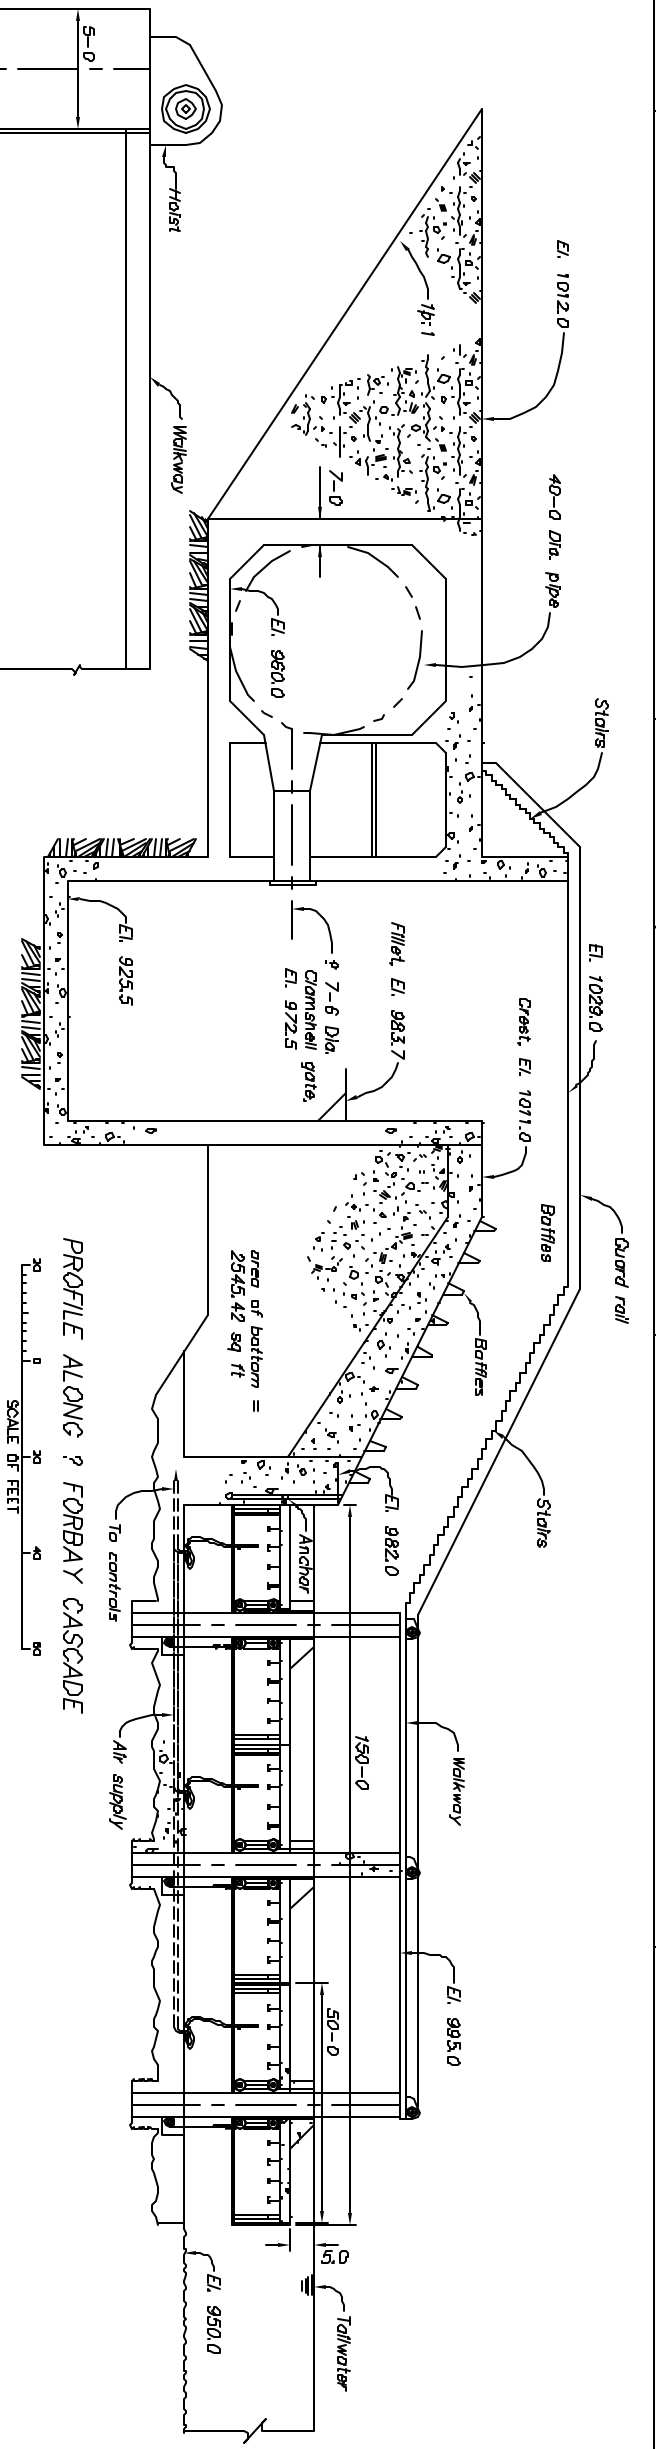 5-0
Hoist
Walkway
El. 1012.0
1½:1
7-0
40-0 Dia. pipe
El. 960.0
Stairs
El. 925.5
℄ 7-6 Dia.
Clamshell gate,
El. 972.5
Fillet, El. 983.7
Crest, El. 1011.0
El. 1029.0
Baffles
Guard rail
Baffles
area of bottom =
2545.42 sq ft
Stairs
El. 982.0
Anchor
To controls
Air supply
150-0
Walkway
50-0
El. 995.0
5.0
Tailwater
El. 950.0
PROFILE ALONG ? FORBAY CASCADE
20 0 20 40 60
SCALE OF FEET